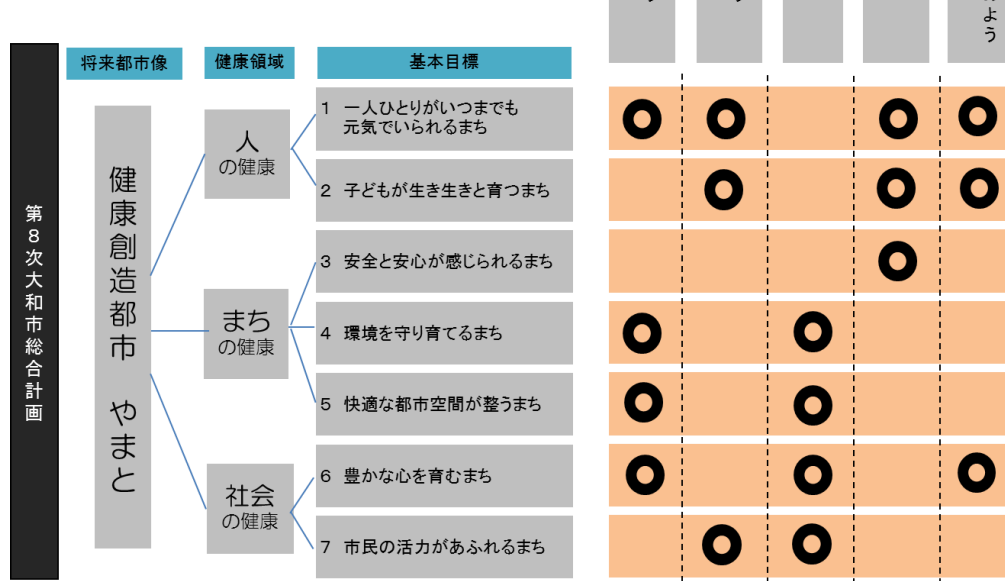 よう
将来都市像
健康領域
基本目標
第8次大和市総合計画
健康創造都市 やまと
人
の健康
1 一人ひとりがいつまでも
元気でいられるまち
2 子どもが生き生きと育つまち
まち
の健康
3 安全と安心が感じられるまち
4 環境を守り育てるまち
5 快適な都市空間が整うまち
社会
の健康
6 豊かな心を育むまち
7 市民の活力があふれるまち